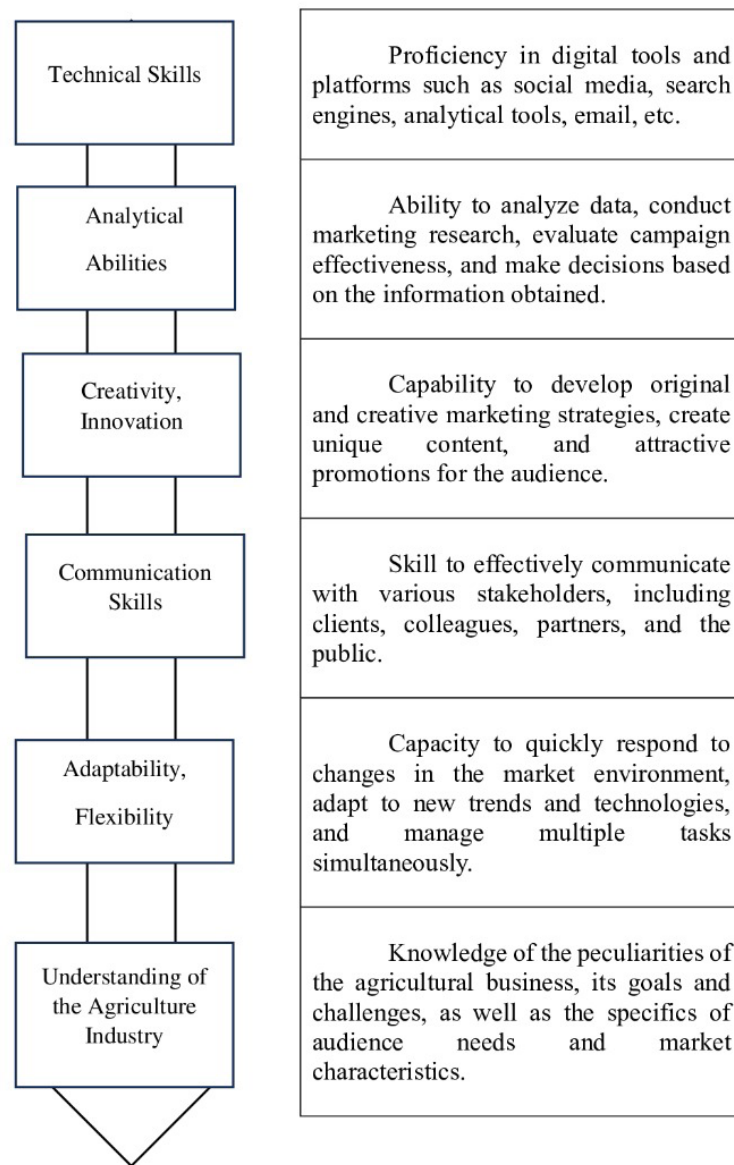 Technical Skills
Proficiency in digital tools and
platforms such as social media, search
engines, analytical tools, email, etc.
Analytical
Abilities
Ability to analyze data, conduct
marketing research, evaluate campaign
effectiveness, and make decisions based
on the information obtained.
Creativity,
Innovation
Capability to develop original
and creative marketing strategies, create
unique content, and attractive
promotions for the audience.
Communication
Skills
Skill to effectively communicate
with various stakeholders, including
clients, colleagues, partners, and the
public.
Adaptability,
Flexibility
Capacity to quickly respond to
changes in the market environment,
adapt to new trends and technologies,
and manage multiple tasks
simultaneously.
Understanding of
the Agriculture
Industry
Knowledge of the peculiarities of
the agricultural business, its goals and
challenges, as well as the specifics of
audience needs and market
characteristics.